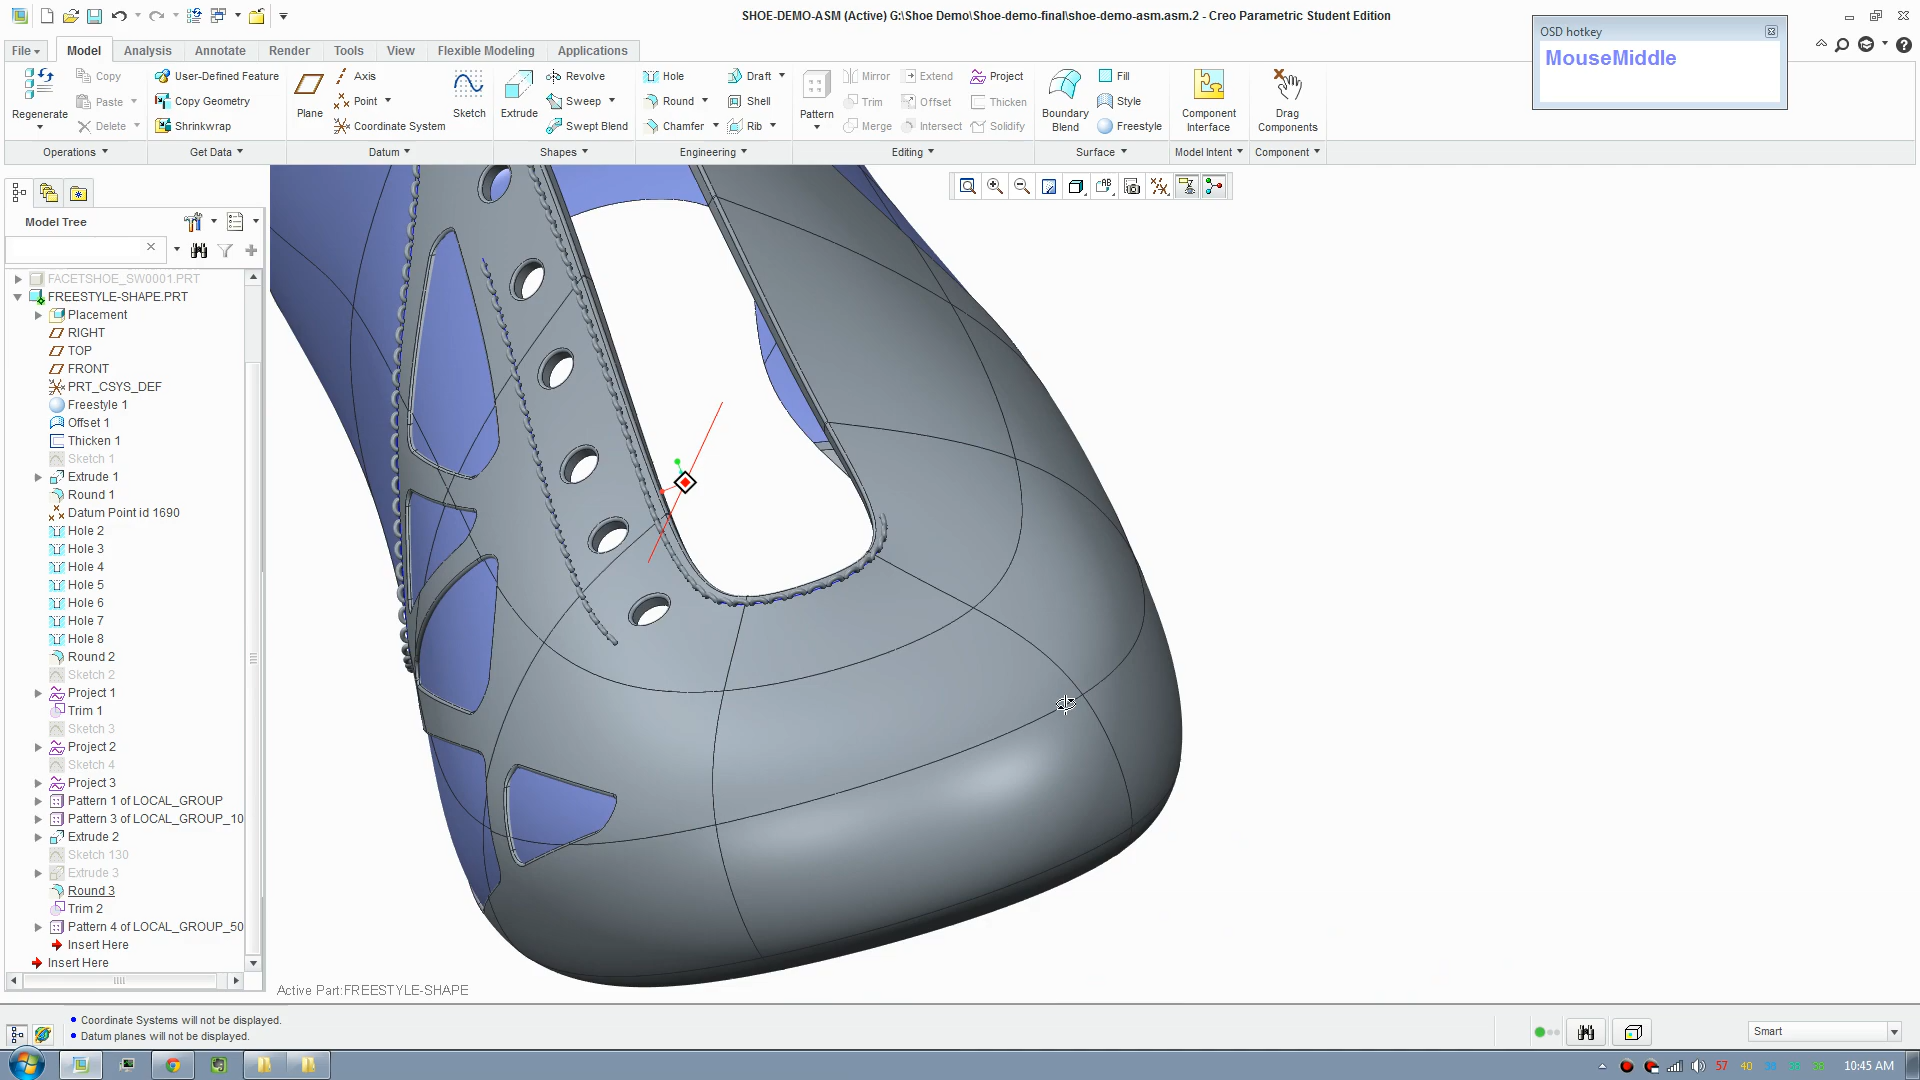 SHOE-DEMO-ASM (Active) G:\Shoe Demo\Shoe-demo-final\shoe-demo-asm.asm.2 - Creo Parametric Student Edition
OSD hotkey
MouseMiddle
File Model Analysis Annotate Render Tools View Flexible Modeling Applications
Regenerate
Copy
Paste
Delete
Operations
User-Defined Feature
Copy Geometry
Shrinkwrap
Get Data
Plane
Axis
Point
Coordinate System
Sketch
Datum
Extrude
Revolve
Sweep
Swept Blend
Shapes
Hole
Round
Chamfer
Draft
Shell
Rib
Engineering
Pattern
Mirror
Trim
Merge
Extend
Offset
Intersect
Project
Thicken
Solidify
Editing
Boundary
Blend
Fill
Style
Freestyle
Surface
Component
Interface
Model Intent
Drag
Components
Component
Model Tree
FACETSHOE_SW0001.PRT
FREESTYLE-SHAPE.PRT
Placement
RIGHT
TOP
FRONT
PRT_CSYS_DEF
Freestyle 1
Offset 1
Thicken 1
Sketch 1
Extrude 1
Round 1
Datum Point id 1690
Hole 2
Hole 3
Hole 4
Hole 5
Hole 6
Hole 7
Hole 8
Round 2
Sketch 2
Project 1
Trim 1
Sketch 3
Project 2
Sketch 4
Project 3
Pattern 1 of LOCAL_GROUP
Pattern 3 of LOCAL_GROUP_10
Extrude 2
Sketch 130
Extrude 3
Round 3
Trim 2
Pattern 4 of LOCAL_GROUP_50
Insert Here
Insert Here
Active Part:FREESTYLE-SHAPE
Coordinate Systems will not be displayed.
Datum planes will not be displayed.
Smart
57 40
10:45 AM